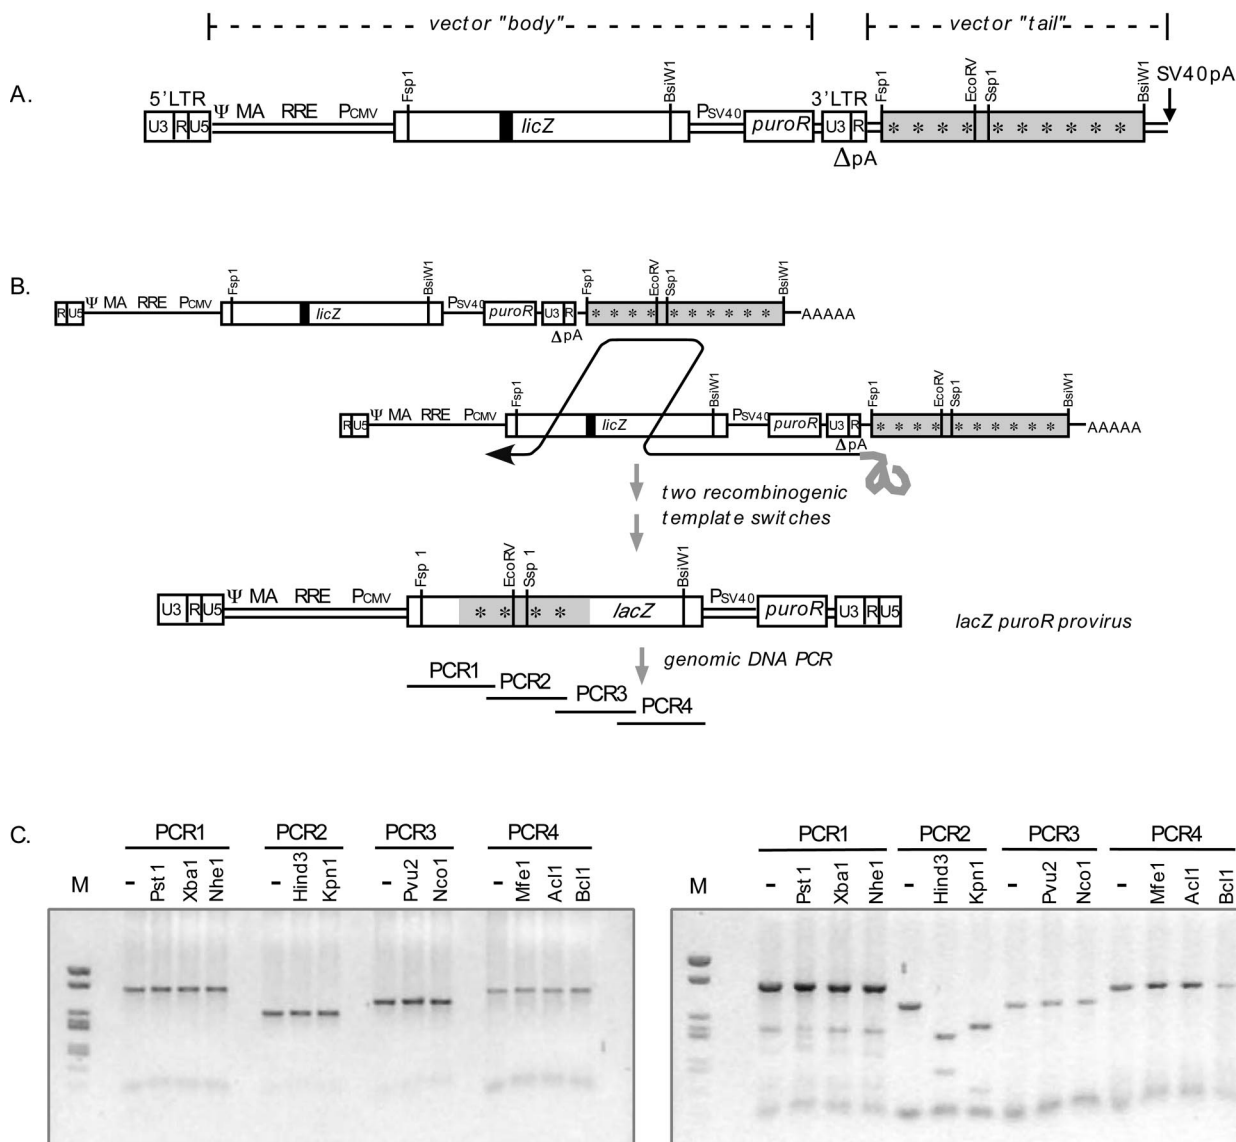 vector "body" vector "tail"
A.
5'LTR Ψ MA RRE PCMV Fsp1 BsiW1 PSV40 3'LTR Fsp1 EcoRV Ssp1 BsiW1 SV40pA
U3 R U5 licZ puroR U3 R * * * * * * * * * *
ΔpA
B.
Fsp1 BsiW1 Fsp1 EcoRV Ssp1 BsiW1
Ψ MA RRE PCMV PSV40
R U5 licZ puroR U3 R * * * * * * * * * * AAAAA
ΔpA
Fsp1 BsiW1 Fsp1 EcoRV Ssp1 BsiW1
Ψ MA RRE PCMV PSV40
R U5 licZ puroR U3 R * * * * * * * * * * AAAAA
ΔpA
two recombinogenic
template switches
Fsp 1 EcoRV Ssp 1 BsiW1
Ψ MA RRE PCMV PSV40
U3 R U5 * * * * lacZ puroR U3 R U5 lacZ puroR provirus
genomic DNA PCR
PCR1
PCR2
PCR3
PCR4
C.
PCR1 PCR2 PCR3 PCR4
M - Pst1 Xba1 Nhe1 - Hind3 Kpn1 - Pvu2 Nco1 - Mfe1 Acl1 Bcl1
PCR1 PCR2 PCR3 PCR4
M - Pst1 Xba1 Nhe1 - Hind3 Kpn1 - Pvu2 Nco1 - Mfe1 Acl1 Bcl1